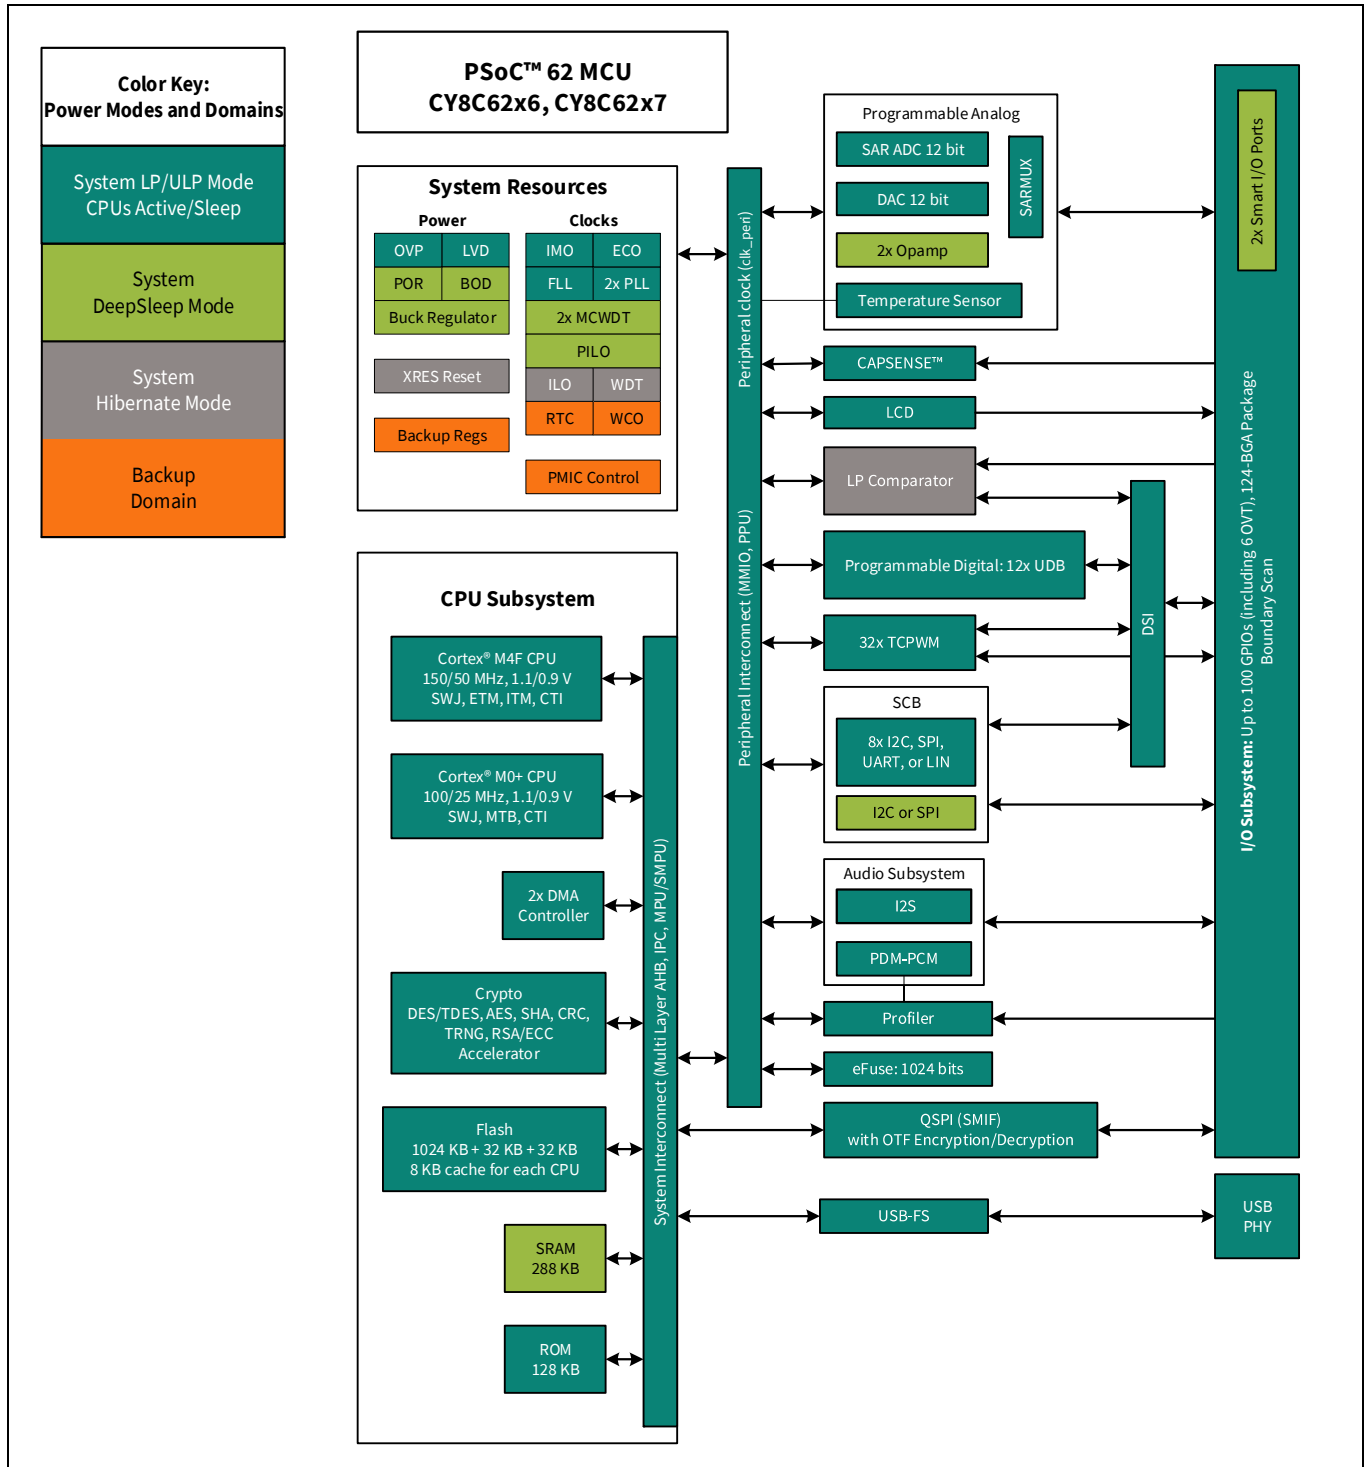 Color Key:
Power Modes and Domains
System LP/ULP Mode
CPUs Active/Sleep
System
DeepSleep Mode
System
Hibernate Mode
Backup
Domain
PSoC™ 62 MCU
CY8C62x6, CY8C62x7
System Resources
Power
Clocks
OVP
LVD
POR
BOD
Buck Regulator
XRES Reset
Backup Regs
IMO
ECO
FLL
2x PLL
2x MCWDT
PILO
ILO
WDT
RTC
WCO
PMIC Control
CPU Subsystem
Cortex® M4F CPU
150/50 MHz, 1.1/0.9 V
SWJ, ETM, ITM, CTI
Cortex® M0+ CPU
100/25 MHz, 1.1/0.9 V
SWJ, MTB, CTI
2x DMA
Controller
Crypto
DES/TDES, AES, SHA, CRC,
TRNG, RSA/ECC
Accelerator
Flash
1024 KB + 32 KB + 32 KB
8 KB cache for each CPU
SRAM
288 KB
ROM
128 KB
System Interconnect (Multi Layer AHB, IPC, MPU/SMPU)
Peripheral Interconnect (MMIO, PPU)
Peripheral clock (clk_peri)
Programmable Analog
SAR ADC 12 bit
DAC 12 bit
2x Opamp
Temperature Sensor
SARMUX
CAPSENSE™
LCD
LP Comparator
Programmable Digital: 12x UDB
32x TCPWM
SCB
8x I2C, SPI,
UART, or LIN
I2C or SPI
Audio Subsystem
I2S
PDM-PCM
Profiler
eFuse: 1024 bits
QSPI (SMIF)
with OTF Encryption/Decryption
USB-FS
DSI
2x Smart I/O Ports
I/O Subsystem: Up to 100 GPIOs (including 6 OVT), 124-BGA Package
Boundary Scan
USB
PHY